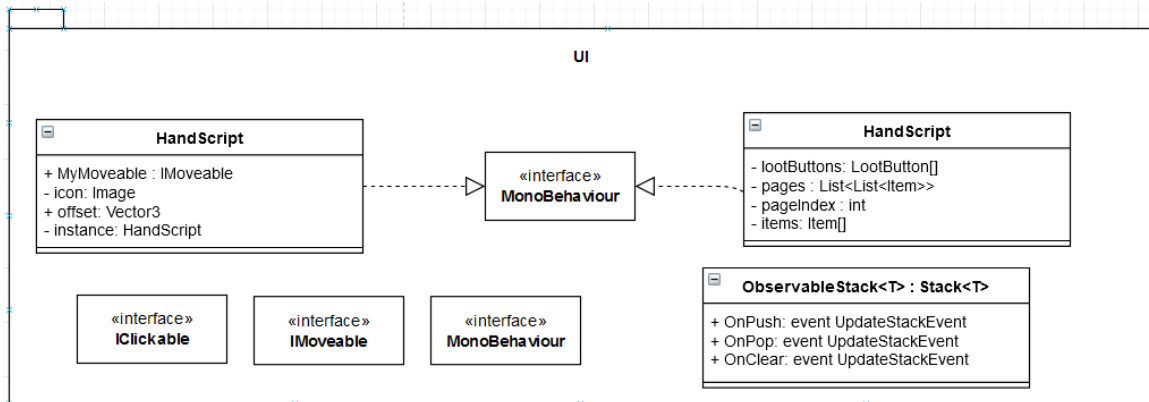 UI
HandScript
+ MyMoveable : IMoveable
- icon: Image
+ offset: Vector3
- instance: HandScript
«interface»
MonoBehaviour
HandScript
- lootButtons: LootButton[]
- pages : List<List<Item>>
- pageIndex : int
- items: Item[]
«interface»
IClickable
«interface»
IMoveable
«interface»
MonoBehaviour
ObservableStack<T> : Stack<T>
+ OnPush: event UpdateStackEvent
+ OnPop: event UpdateStackEvent
+ OnClear: event UpdateStackEvent